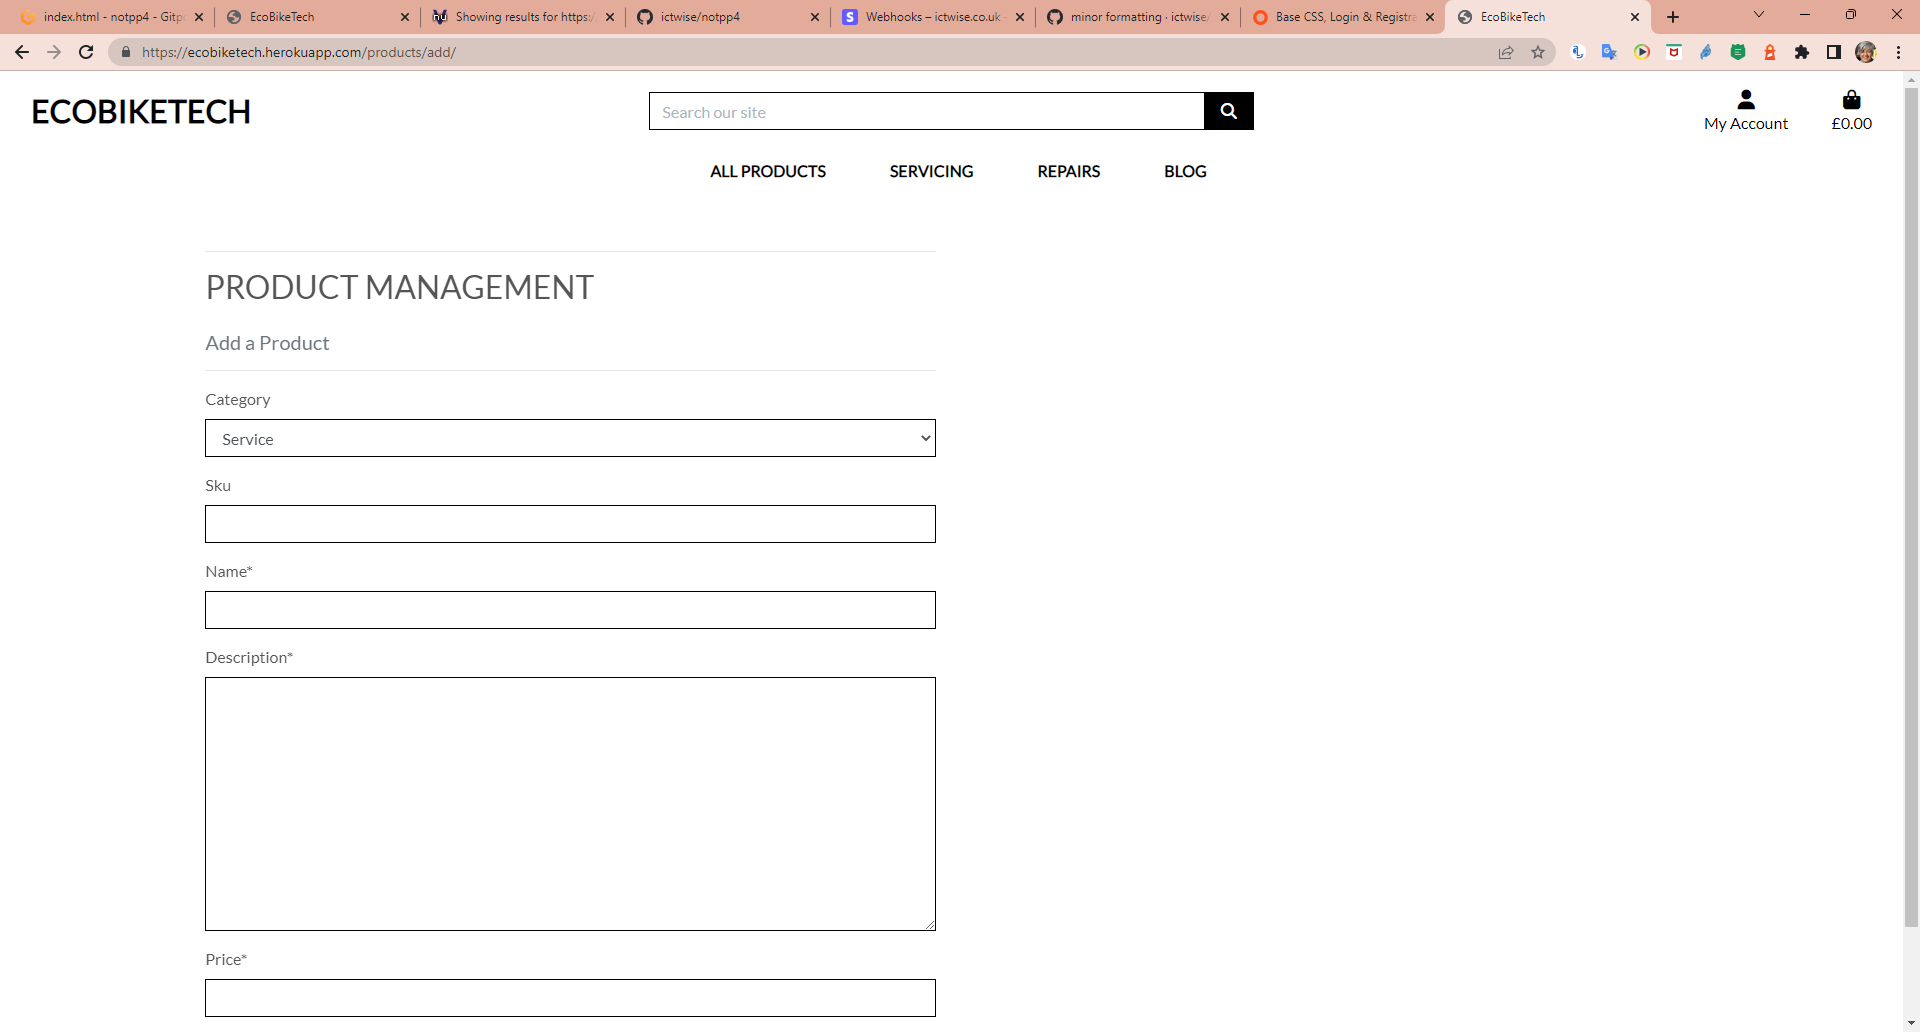 index.html - notpp4 - Gitp
EcoBikeTech
Showing results for https:/
ictwise/notpp4
Webhooks – ictwise.co.uk
minor formatting · ictwise/
Base CSS, Login & Registra
EcoBikeTech
https://ecobiketech.herokuapp.com/products/add/
ECOBIKETECH
Search our site
My Account
£0.00
ALL PRODUCTS
SERVICING
REPAIRS
BLOG
PRODUCT MANAGEMENT
Add a Product
Category
Service
Sku
Name*
Description*
Price*